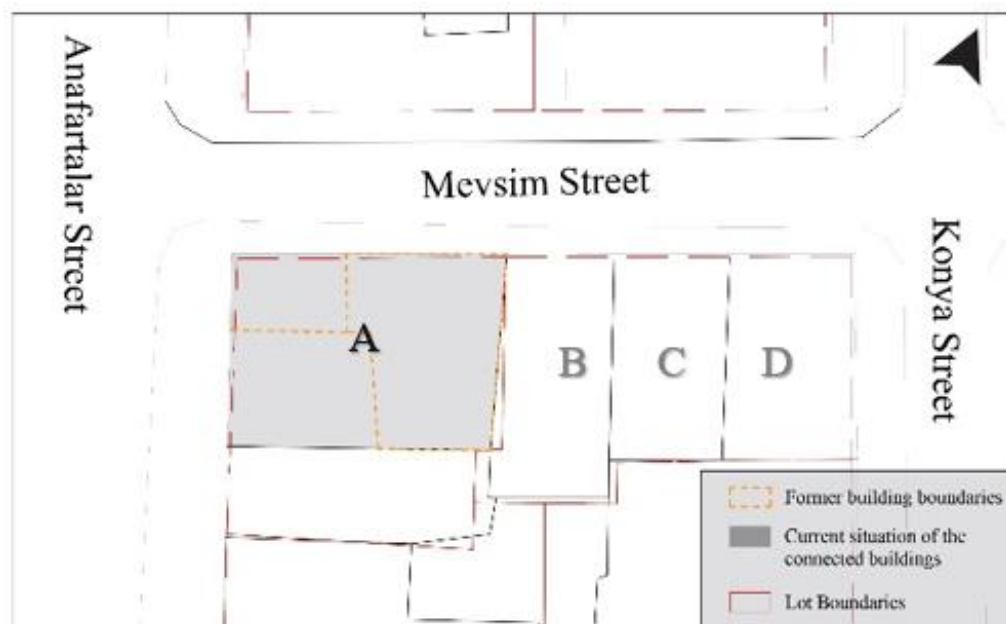 Anafartalar Street
Mevsim Street
Konya Street
A
B
C
D
Former building boundaries
Current situation of the
connected buildings
Lot Boundaries